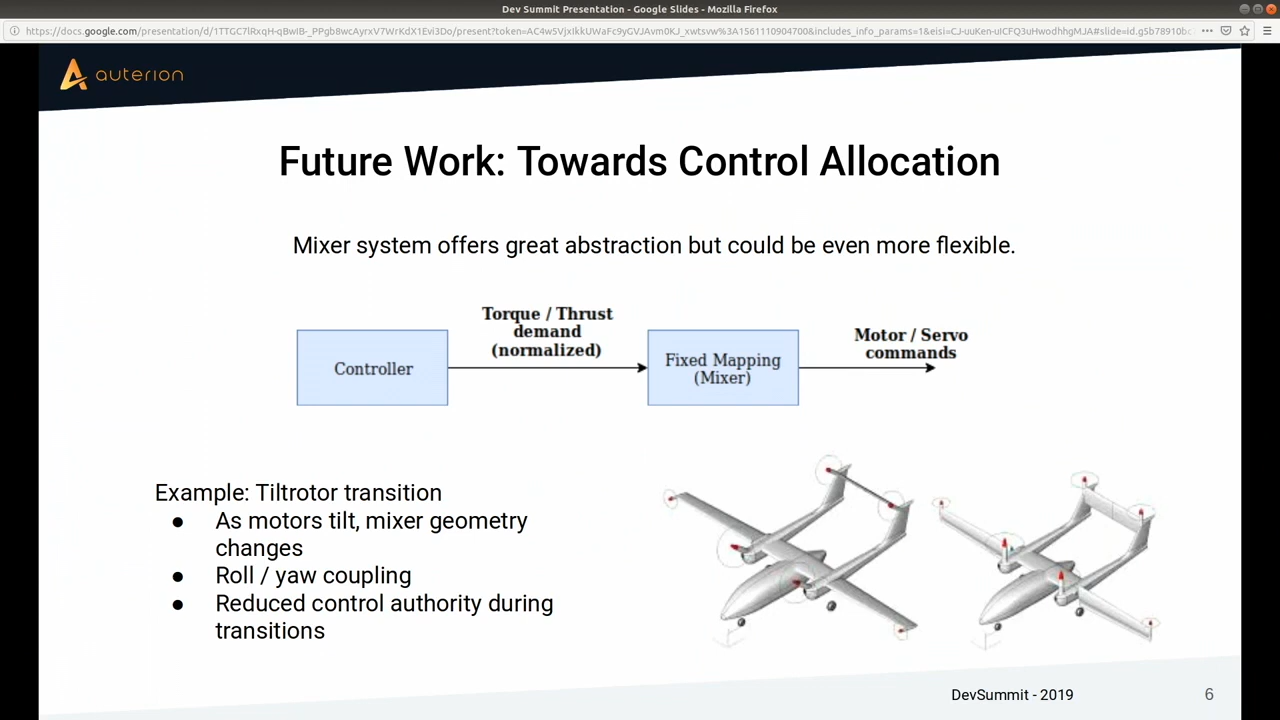 Dev Summit Presentation - Google Slides - Mozilla Firefox
auterion
Future Work: Towards Control Allocation
Mixer system offers great abstraction but could be even more flexible.
Torque / Thrust
demand
(normalized)
Motor / Servo
commands
Controller
Fixed Mapping
(Mixer)
Example: Tiltrotor transition
● As motors tilt, mixer geometry
changes
● Roll / yaw coupling
● Reduced control authority during
transitions
DevSummit - 2019
6